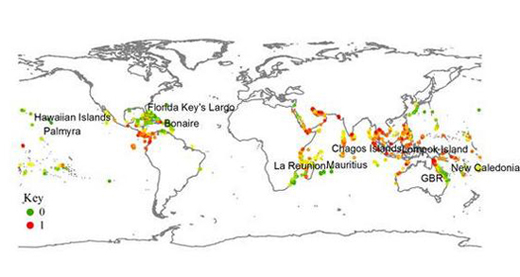 Florida Key's Largo
Hawaiian Islands
Bonaire
Palmyra
Chagos Islands
Lompok Island
La Reunion
Mauritius
New Caledonia
GBR
Key
0
1